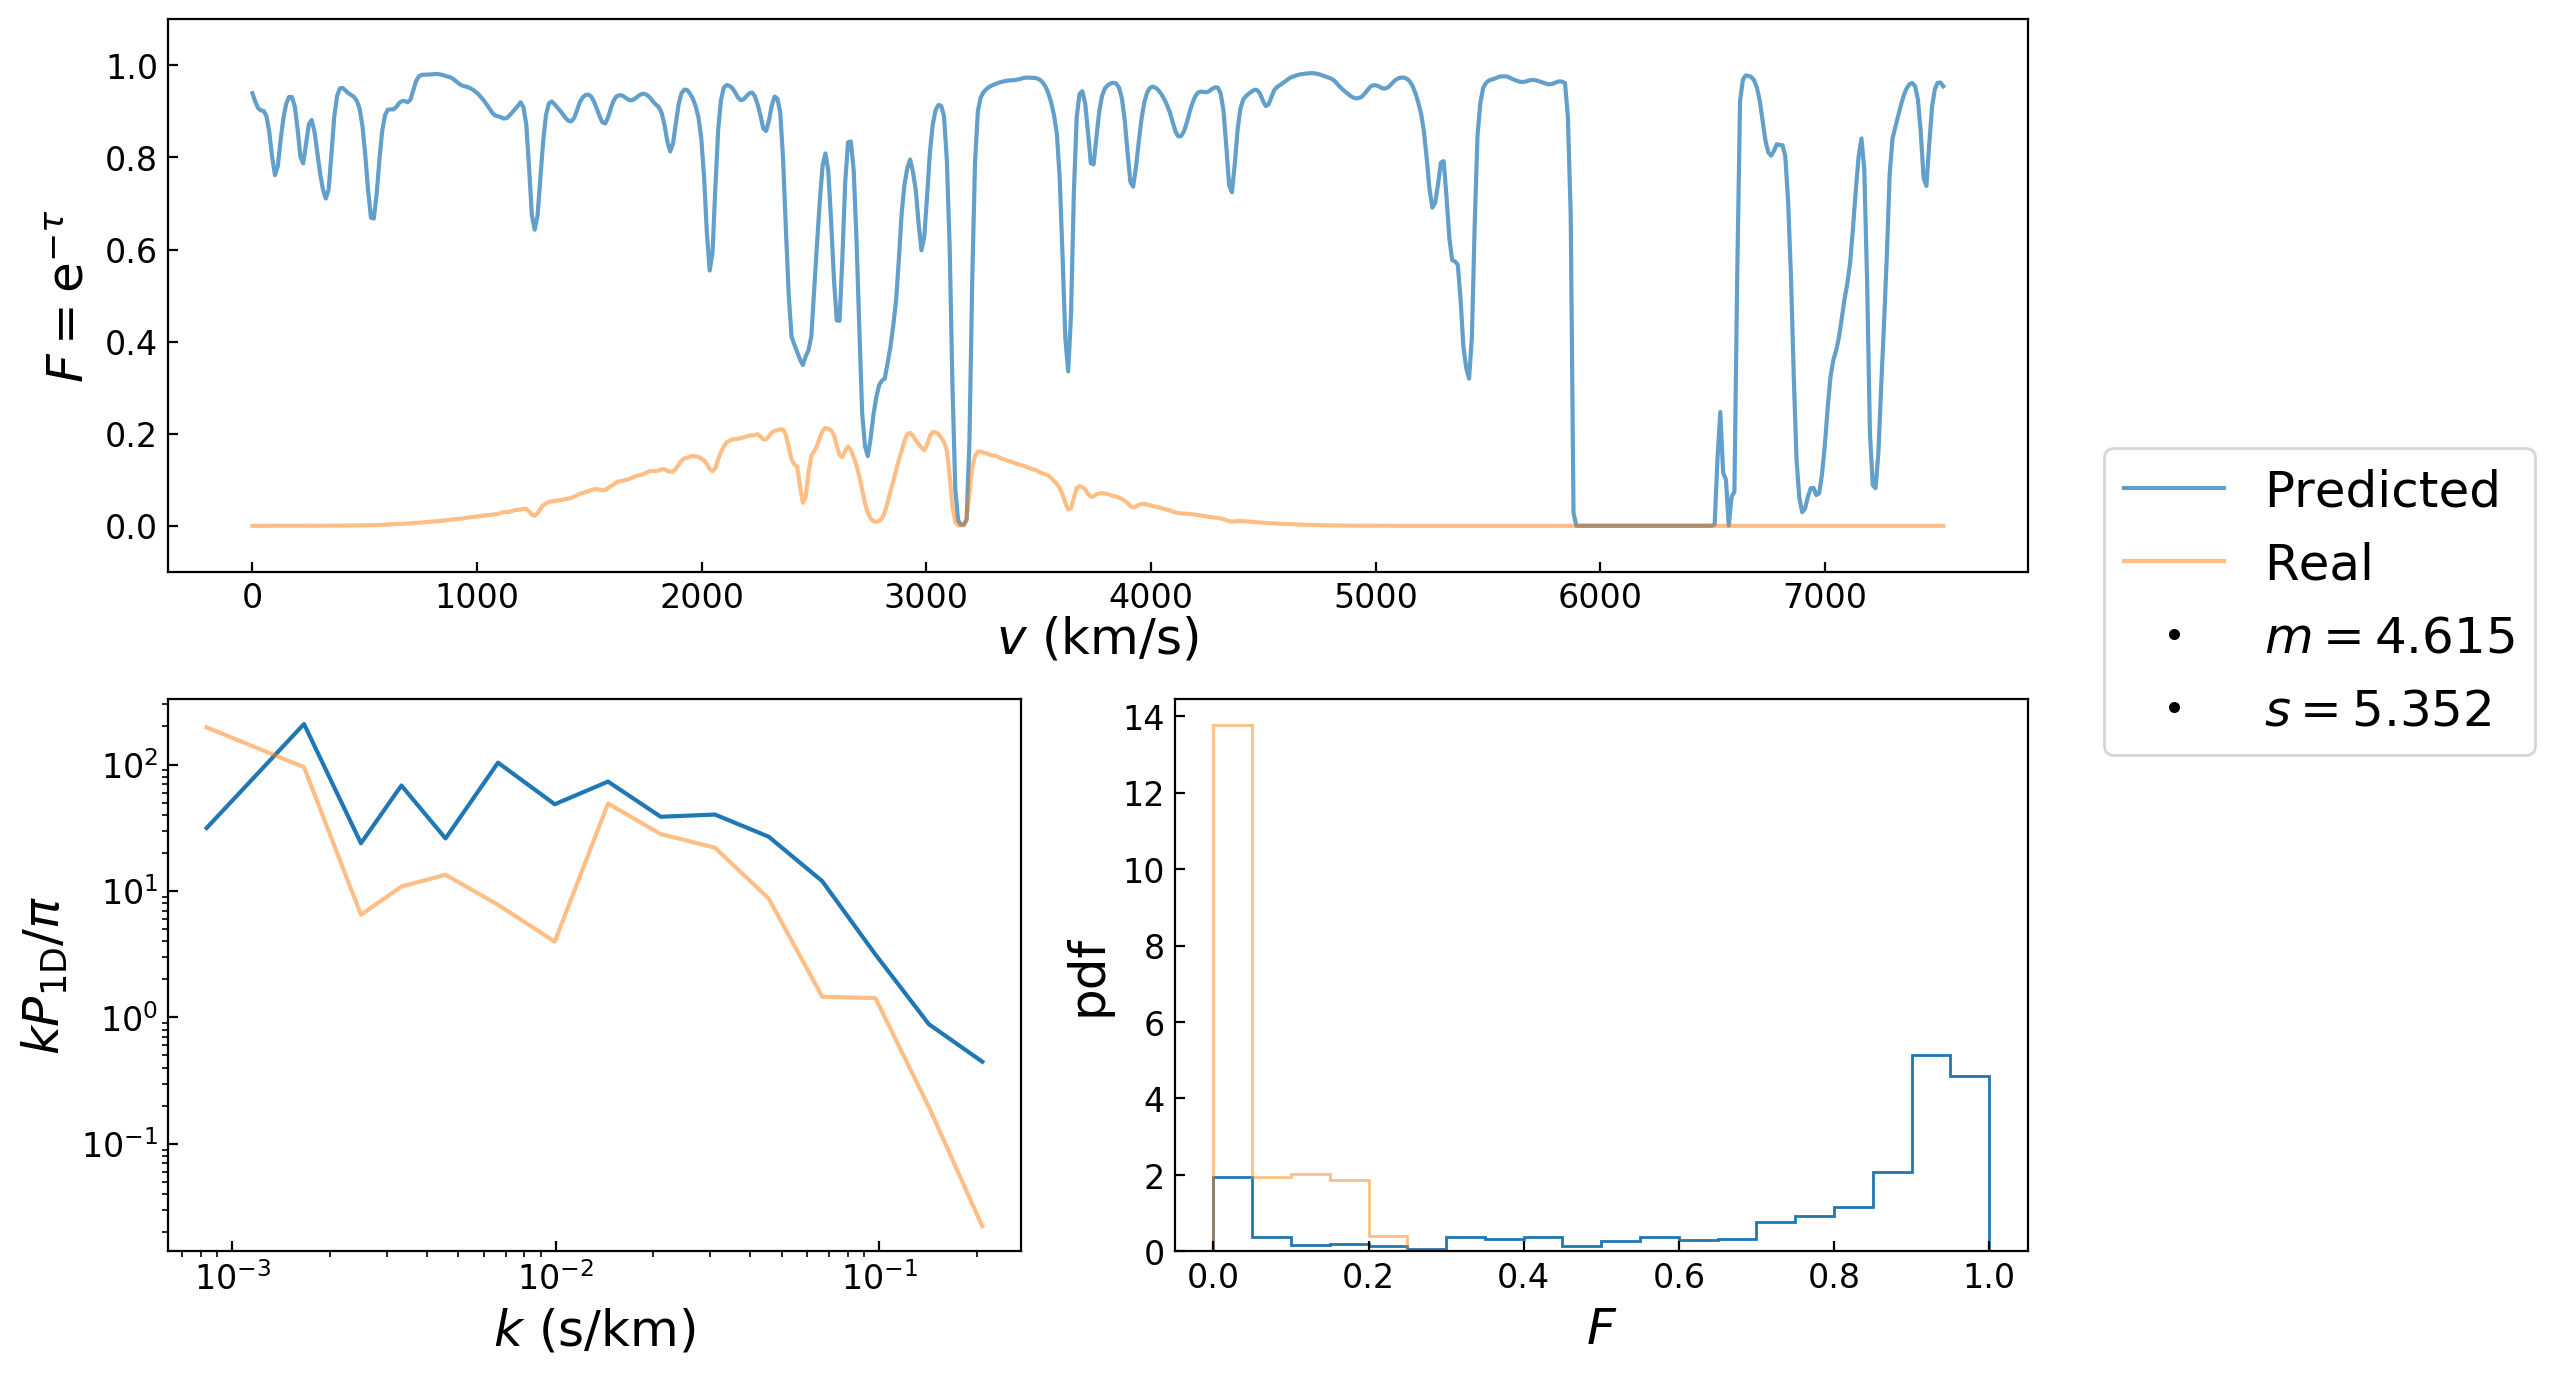 F = e^{-τ}
1.0
0.8
0.6
0.4
0.2
0.0
0 1000 2000 3000 4000 5000 6000 7000
v (km/s)
Predicted
Real
m = 4.615
s = 5.352
kP_{1D}/π
10^2
10^1
10^0
10^{-1}
10^{-3} 10^{-2} 10^{-1}
k (s/km)
pdf
14
12
10
8
6
4
2
0
0.0 0.2 0.4 0.6 0.8 1.0
F